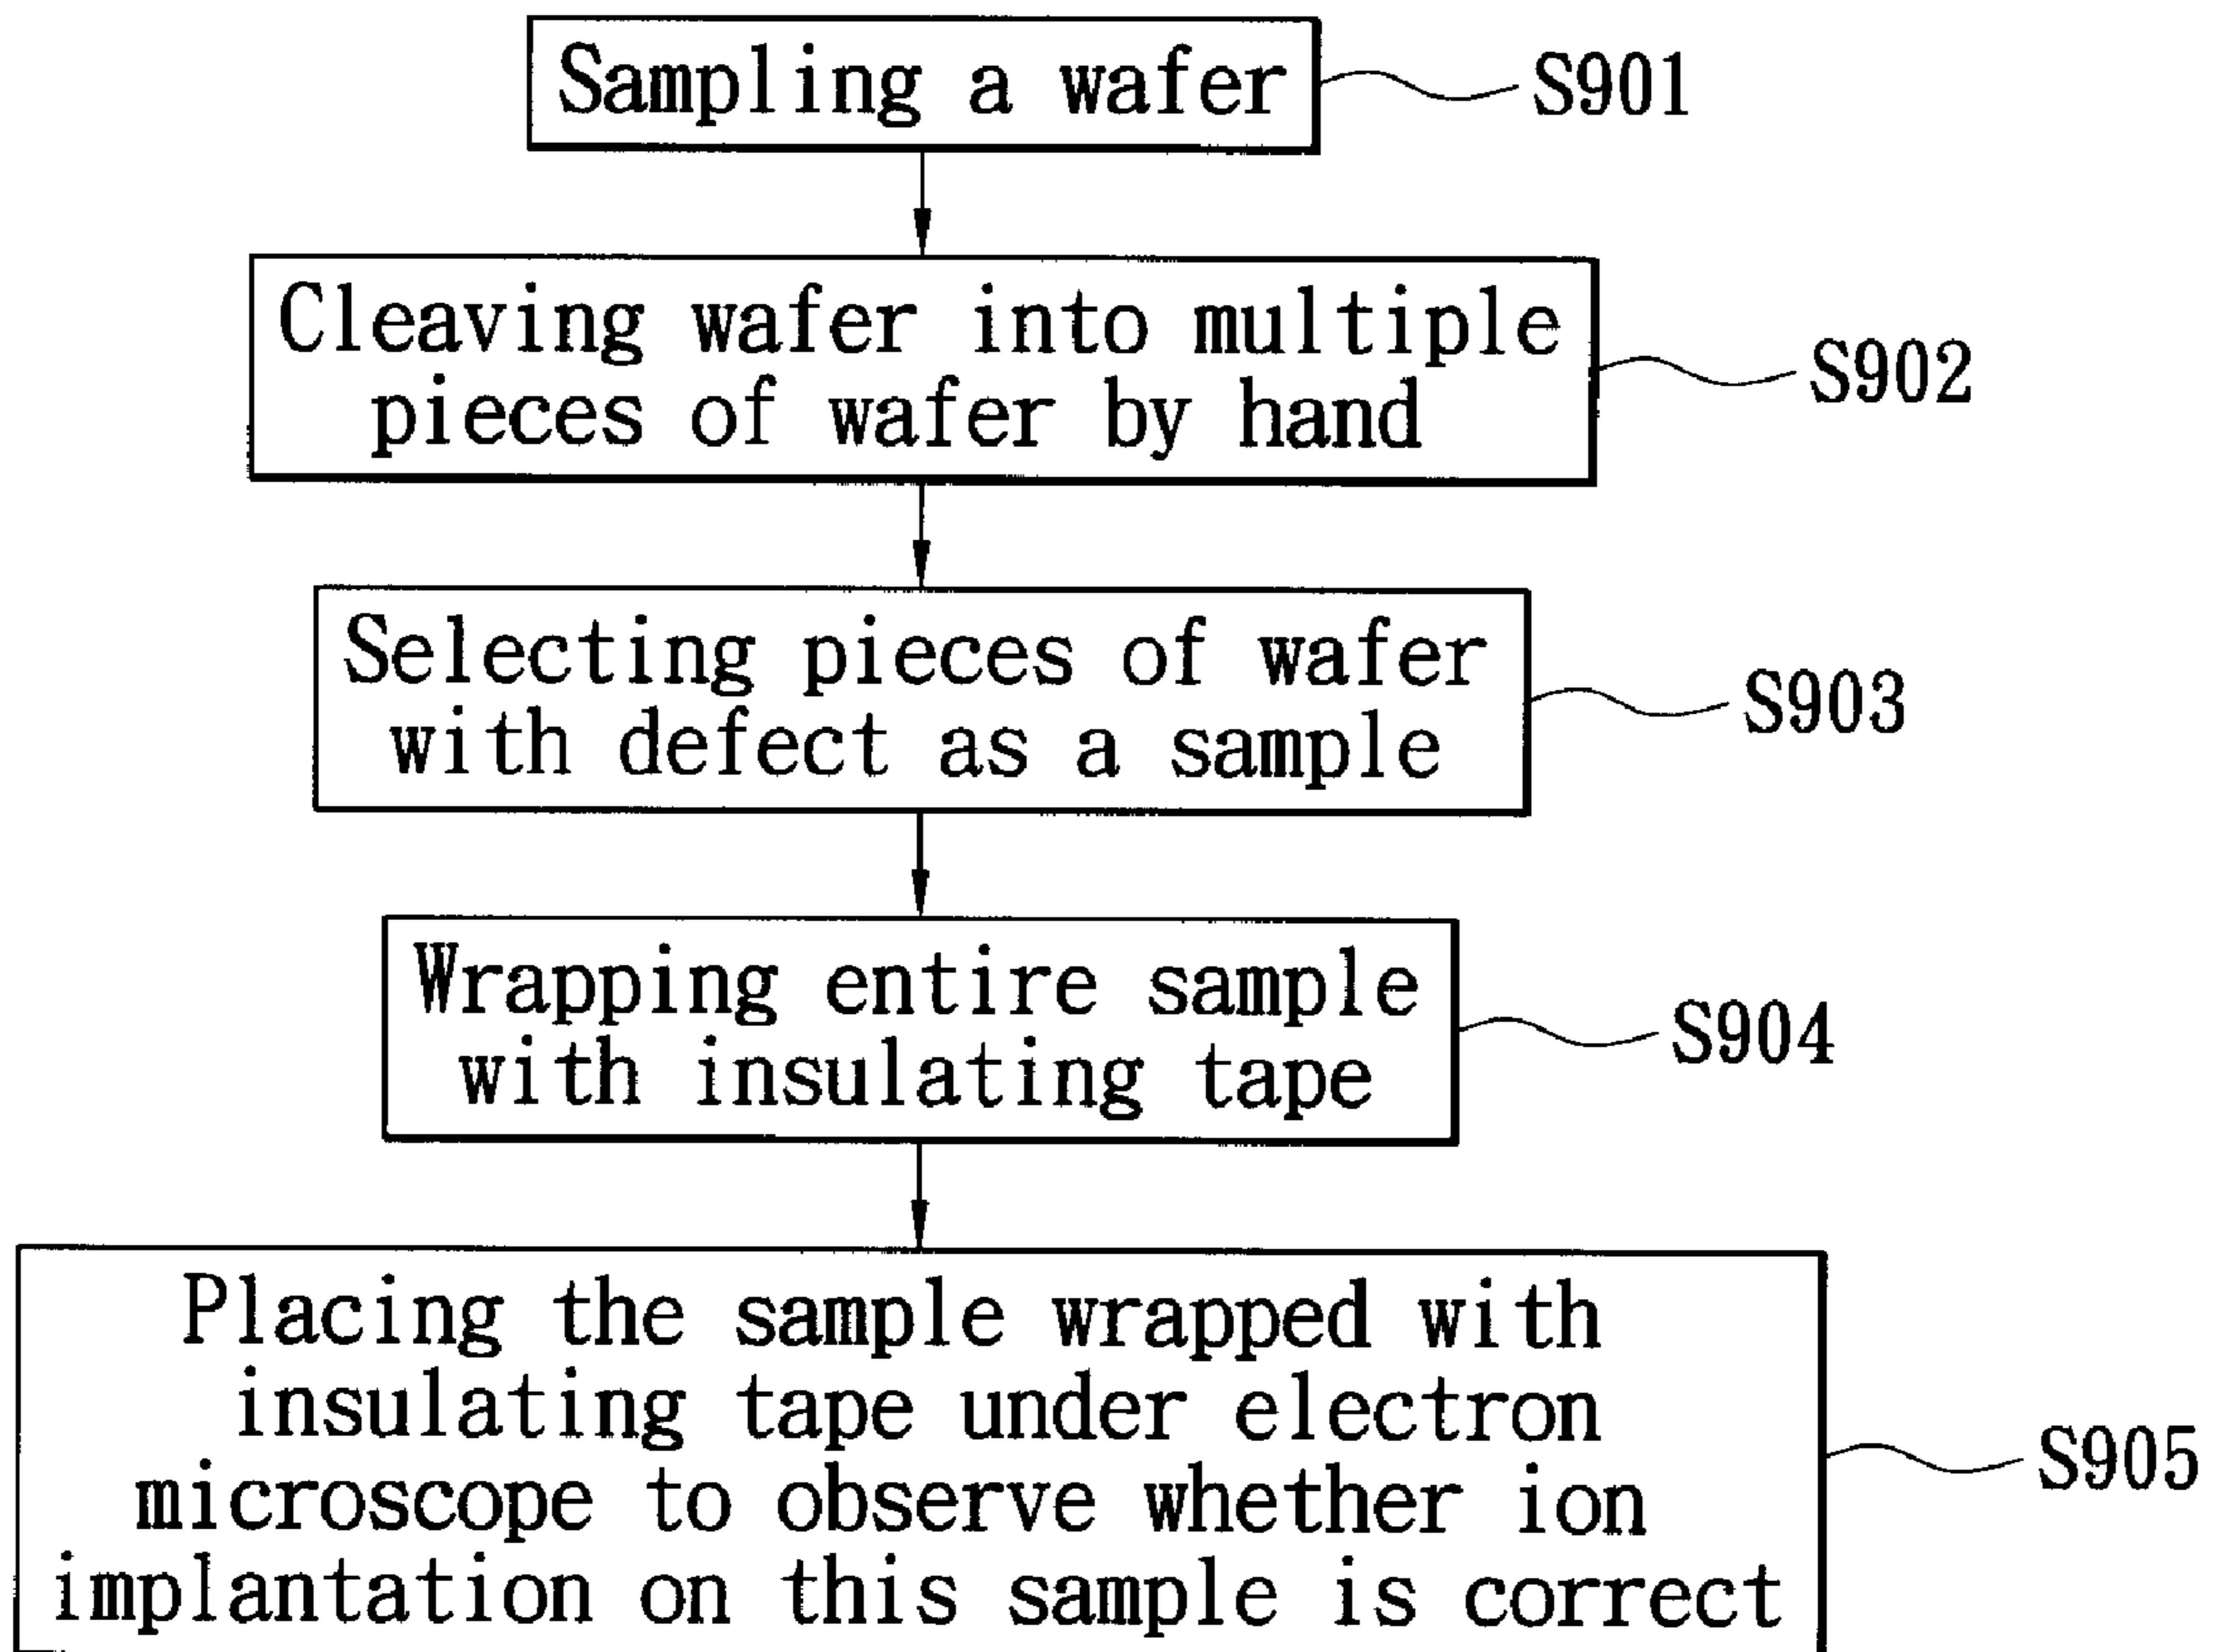 Sampling a wafer
S901
Cleaving wafer into multiple
pieces of wafer by hand
S902
Selecting pieces of wafer
with defect as a sample
S903
Wrapping entire sample
with insulating tape
S904
Placing the sample wrapped with
insulating tape under electron
microscope to observe whether ion
implantation on this sample is correct
S905